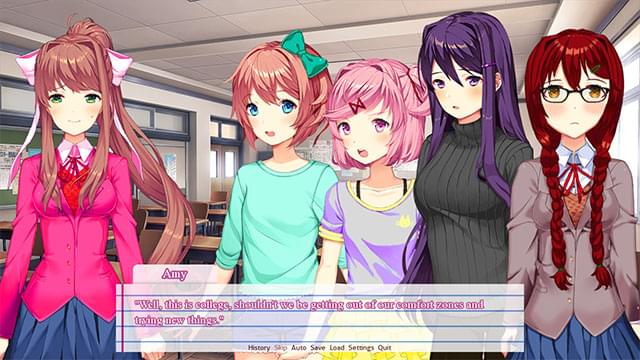 Amy
"Well, this is college, shouldn't we be getting out of our comfort zones and
trying new things."
History Skip Auto Save Load Settings Quit